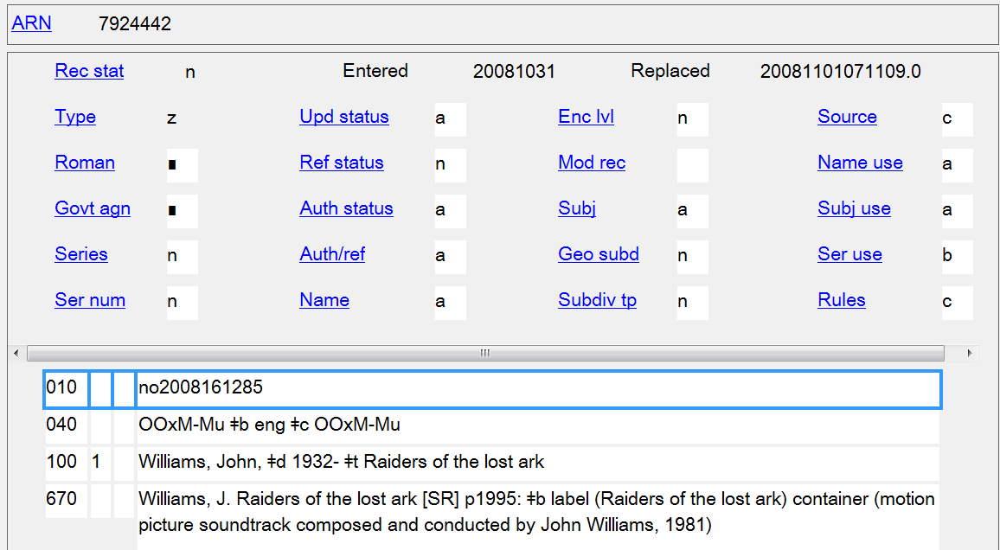 ARN 7924442
Rec stat n Entered 20081031 Replaced 20081101071109.0
Type z Upd status a Enc lvl n Source c
Roman ■ Ref status n Mod rec Name use a
Govt agn ■ Auth status a Subj a Subj use a
Series n Auth/ref a Geo subd n Ser use b
Ser num n Name a Subdiv tp n Rules c
010 no2008161285
040 OOxM-Mu ǂb eng ǂc OOxM-Mu
100 1 Williams, John, ǂd 1932- ǂt Raiders of the lost ark
670 Williams, J. Raiders of the lost ark [SR] p1995: ǂb label (Raiders of the lost ark) container (motion
picture soundtrack composed and conducted by John Williams, 1981)